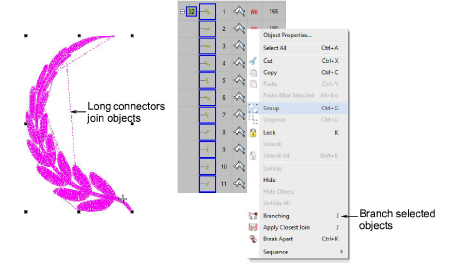 Long connectors
join objects
32 1 166
2
3
4
5
6
7
8
9
10
11
Object Properties...
Select All Ctrl+A
Cut Ctrl+X
Copy Ctrl+C
Paste Ctrl+V
Paste After Selected Alt+Ins
Group Ctrl+G
Ungroup Ctrl+U
Lock K
Unlock
Unlock All Shift+K
Unhide
Hide
Hide Others
Unhide All
Branching I
Apply Closest Join J
Break Apart Ctrl+K
Sequence
Branch selected
objects